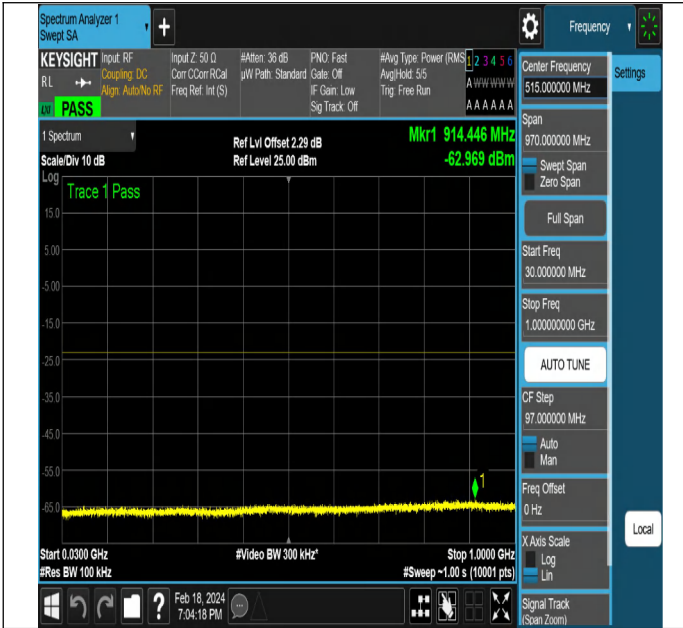 Spectrum Analyzer 1
Swept SA
Frequency
KEYSIGHT
RL
LXI PASS
Input: RF
Coupling: DC
Align: Auto/No RF
Input Z: 50 Ω
Corr CCorr RCal
Freq Ref: Int (S)
#Atten: 36 dB
µW Path: Standard
PNO: Fast
Gate: Off
IF Gain: Low
Sig Track: Off
#Avg Type: Power (RMS
Avg|Hold: 5/5
Trig: Free Run
1 2 3 4 5 6
A W W W W W
A A A A A A
1 Spectrum
Scale/Div 10 dB
Ref Lvl Offset 2.29 dB
Ref Level 25.00 dBm
Mkr1 914.446 MHz
-62.969 dBm
Log
Trace 1 Pass
15.0
5.00
-5.00
-15.0
-25.0
-35.0
-45.0
-55.0
-65.0
1
Start 0.0300 GHz
#Res BW 100 kHz
#Video BW 300 kHz*
Stop 1.0000 GHz
#Sweep ~1.00 s (10001 pts)
Feb 18, 2024
7:04:18 PM
Center Frequency
515.000000 MHz
Settings
Span
970.000000 MHz
Swept Span
Zero Span
Full Span
Start Freq
30.000000 MHz
Stop Freq
1.000000000 GHz
AUTO TUNE
CF Step
97.000000 MHz
Auto
Man
Freq Offset
0 Hz
X Axis Scale
Log
Lin
Local
Signal Track
(Span Zoom)